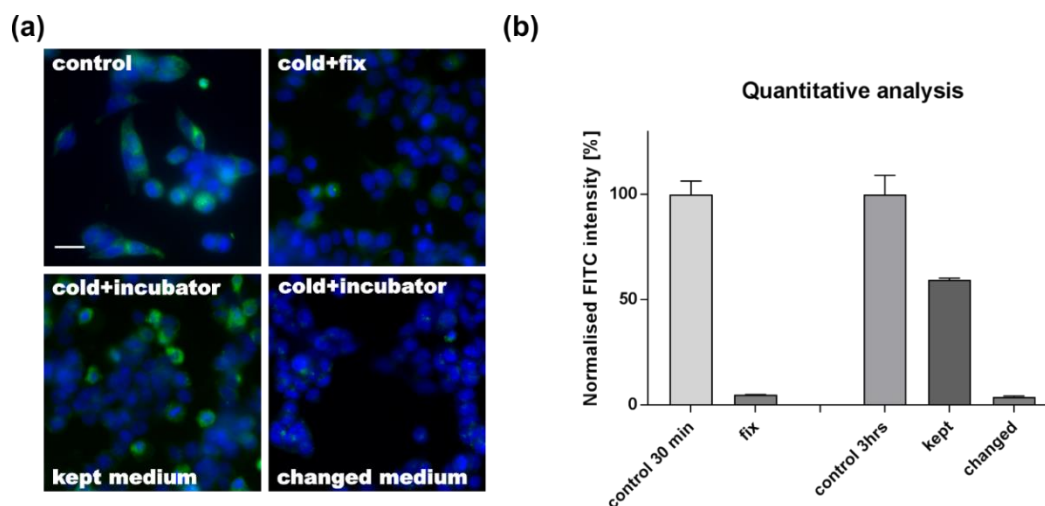 (a)
control
cold+fix
cold+incubator
kept medium
cold+incubator
changed medium
(b)
Quantitative analysis
Normalised FITC intensity [%]
100
50
0
control 30 min
fix
control 3hrs
kept
changed